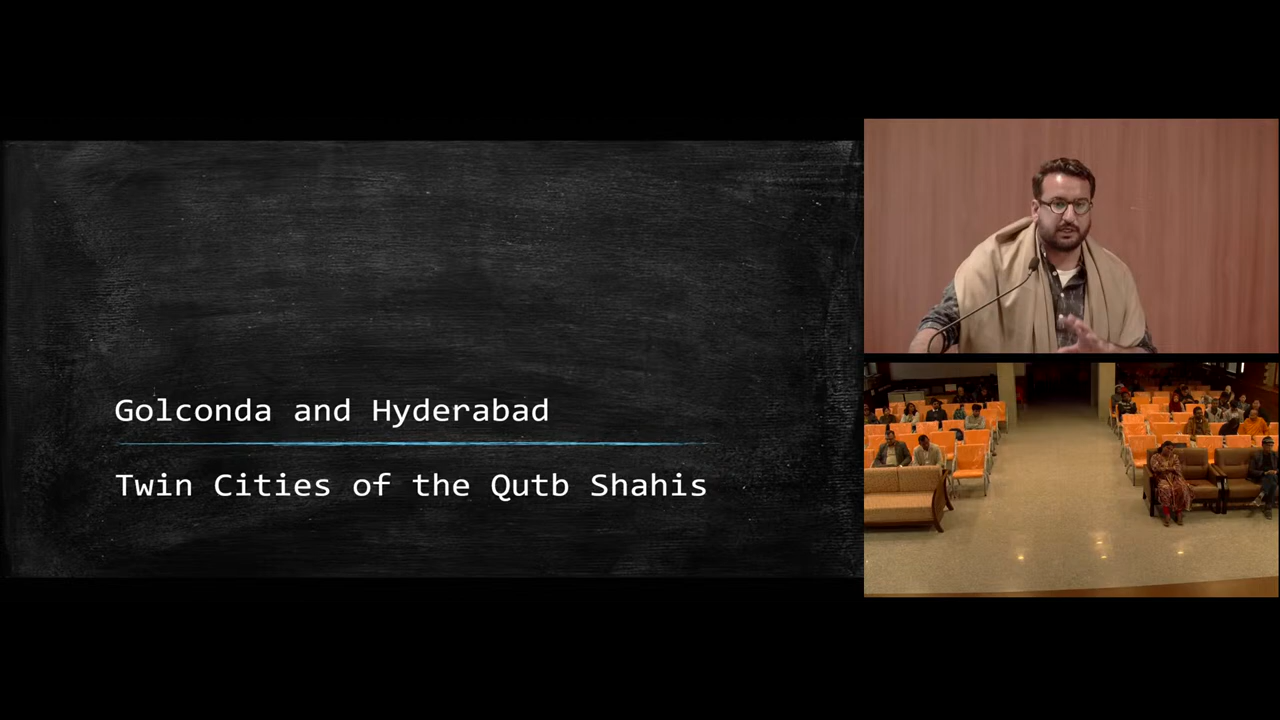 Golconda and Hyderabad
Twin Cities of the Qutb Shahis